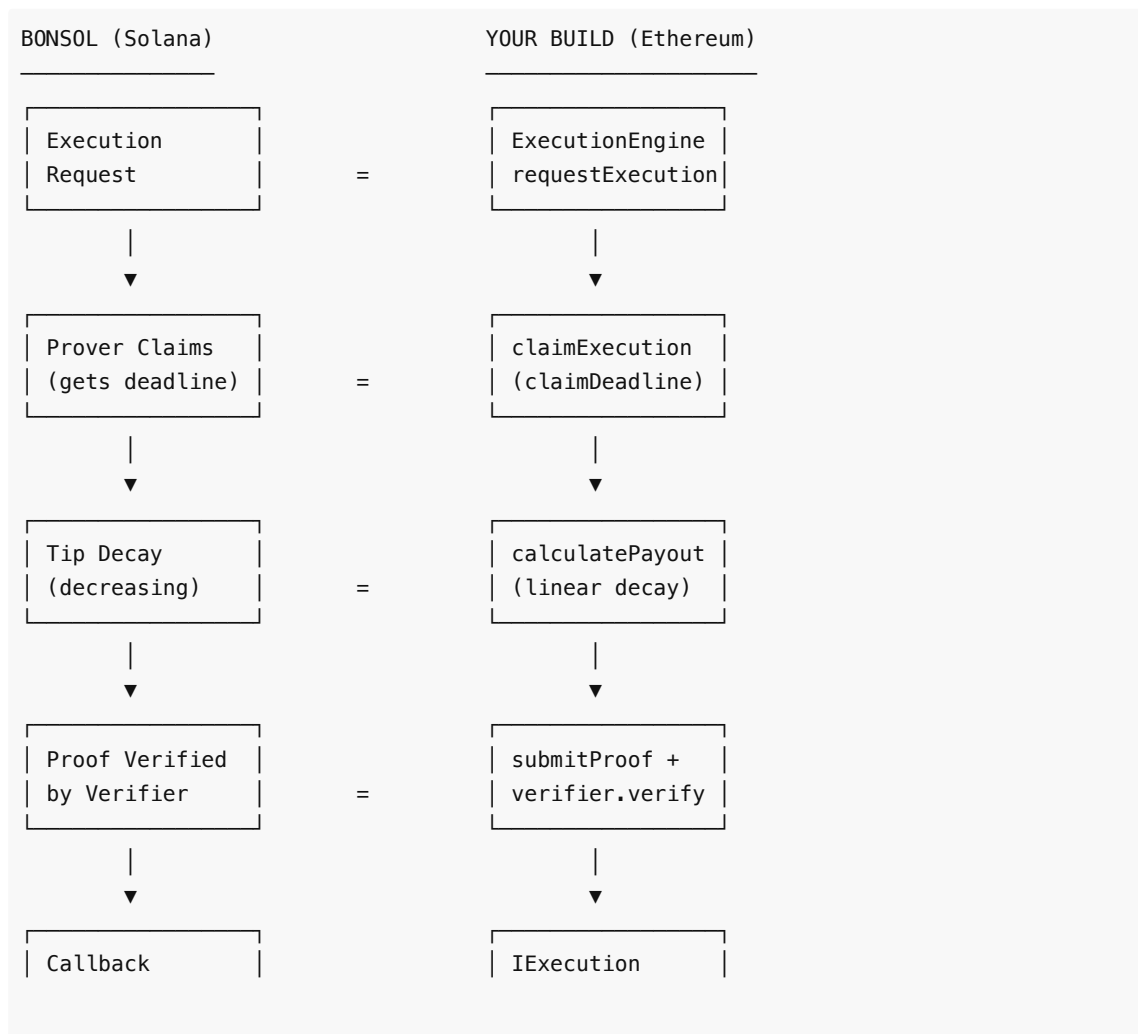 BONSOL (Solana) YOUR BUILD (Ethereum)
Execution ExecutionEngine
Request = requestExecution
Prover Claims claimExecution
(gets deadline) = (claimDeadline)
Tip Decay calculatePayout
(decreasing) = (linear decay)
Proof Verified submitProof +
by Verifier = verifier.verify
Callback IExecution